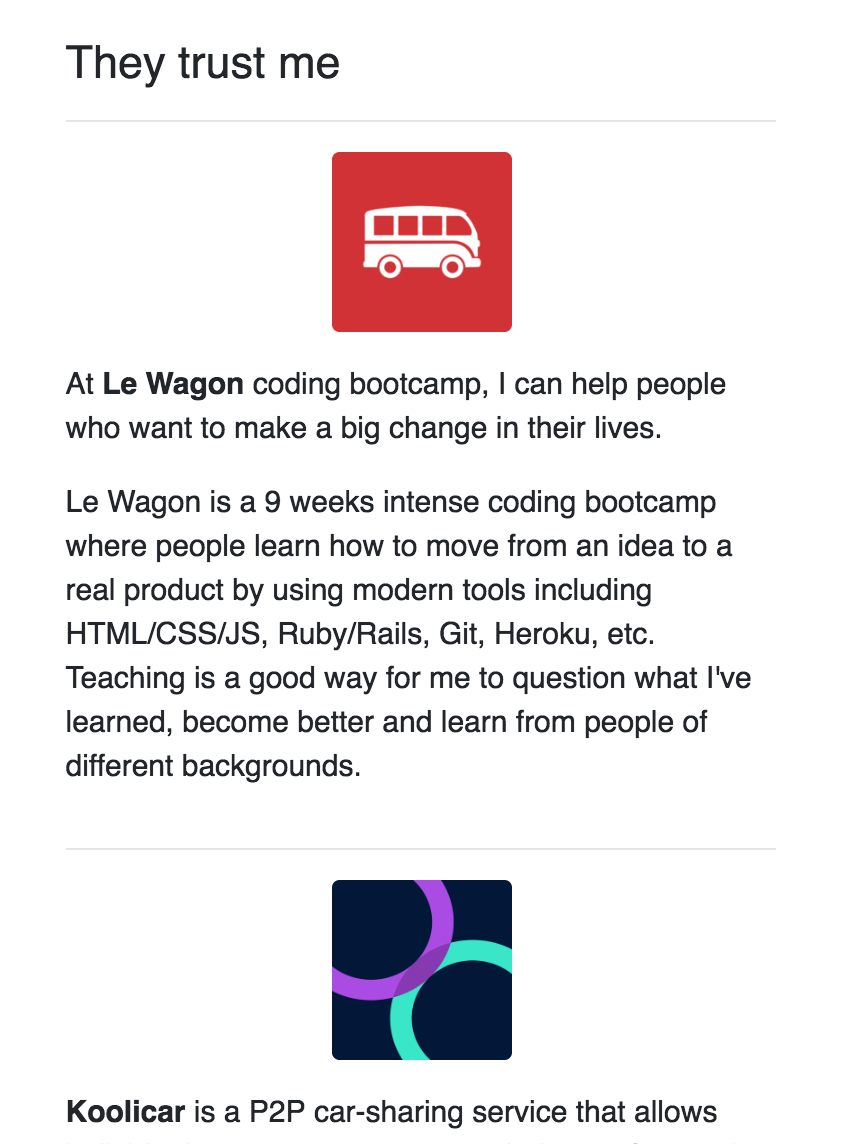 They trust me
At Le Wagon coding bootcamp, I can help people
who want to make a big change in their lives.
Le Wagon is a 9 weeks intense coding bootcamp
where people learn how to move from an idea to a
real product by using modern tools including
HTML/CSS/JS, Ruby/Rails, Git, Heroku, etc.
Teaching is a good way for me to question what I've
learned, become better and learn from people of
different backgrounds.
Koolicar is a P2P car-sharing service that allows